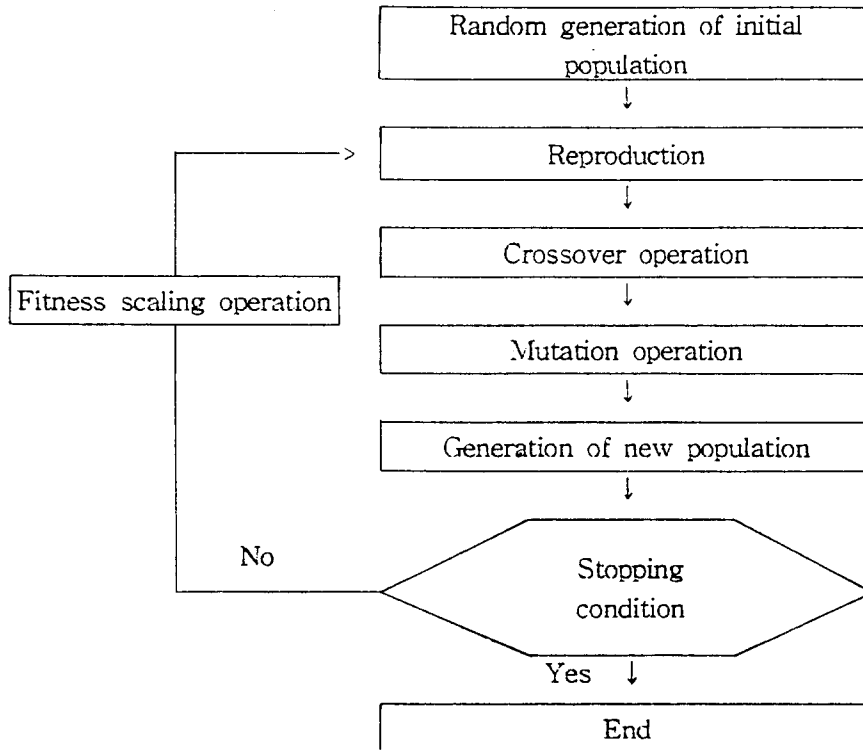 Random generation of initial
population
Reproduction
Crossover operation
Fitness scaling operation
Mutation operation
Generation of new population
No
Stopping
condition
Yes
End